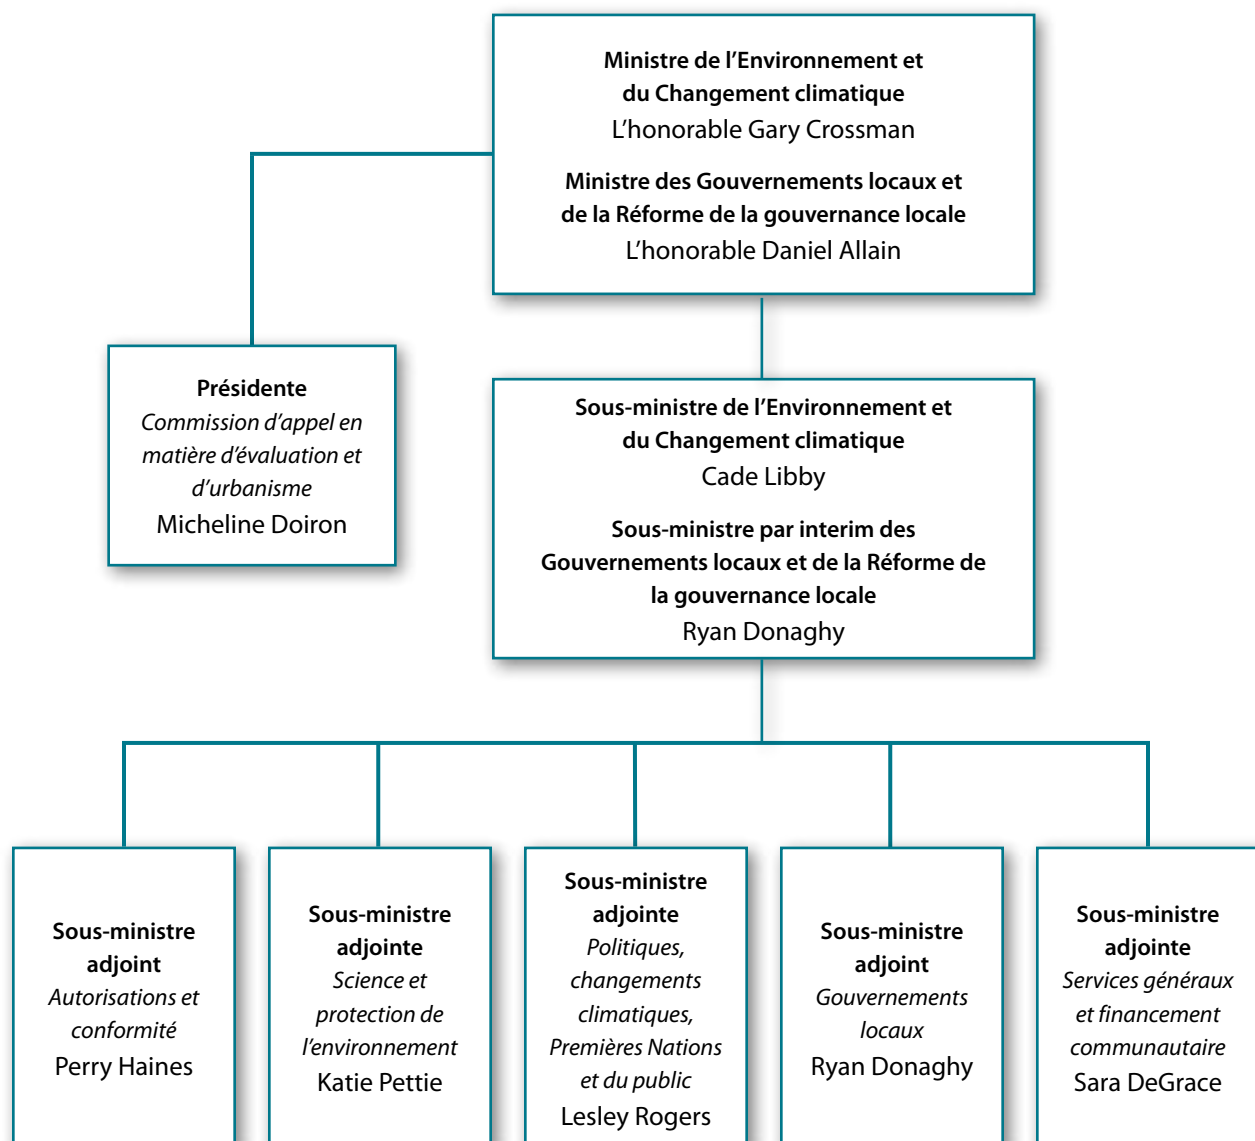 Ministre de l’Environnement et
du Changement climatique
L’honorable Gary Crossman
Ministre des Gouvernements locaux et
de la Réforme de la gouvernance locale
L’honorable Daniel Allain
Présidente
Commission d’appel en
matière d’évaluation et
d’urbanisme
Micheline Doiron
Sous-ministre de l’Environnement et
du Changement climatique
Cade Libby
Sous-ministre par interim des
Gouvernements locaux et de la Réforme de
la gouvernance locale
Ryan Donaghy
Sous-ministre
adjoint
Autorisations et
conformité
Perry Haines
Sous-ministre
adjointe
Science et
protection de
l’environnement
Katie Pettie
Sous-ministre
adjointe
Politiques,
changements
climatiques,
Premières Nations
et du public
Lesley Rogers
Sous-ministre
adjoint
Gouvernements
locaux
Ryan Donaghy
Sous-ministre
adjointe
Services généraux
et financement
communautaire
Sara DeGrace